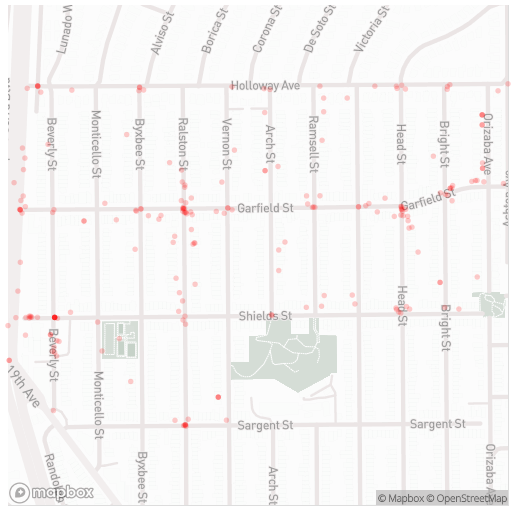 Lunado W
Alviso St
Borica St
Corona St
De Soto St
Victoria St
Holloway Ave
Beverly St
Monticello St
Byxbee St
Ralston St
Vernon St
Arch St
Ramsell St
Head St
Bright St
Orizaba Ave
Ashton Ave
Garfield St
Garfield St
Shields St
Head St
Bright St
Beverly St
19th Ave
Monticello St
Sargent St
Sargent St
Randolp
Byxbee St
Arch St
Orizaba A
mapbox
© Mapbox © OpenStreetMap